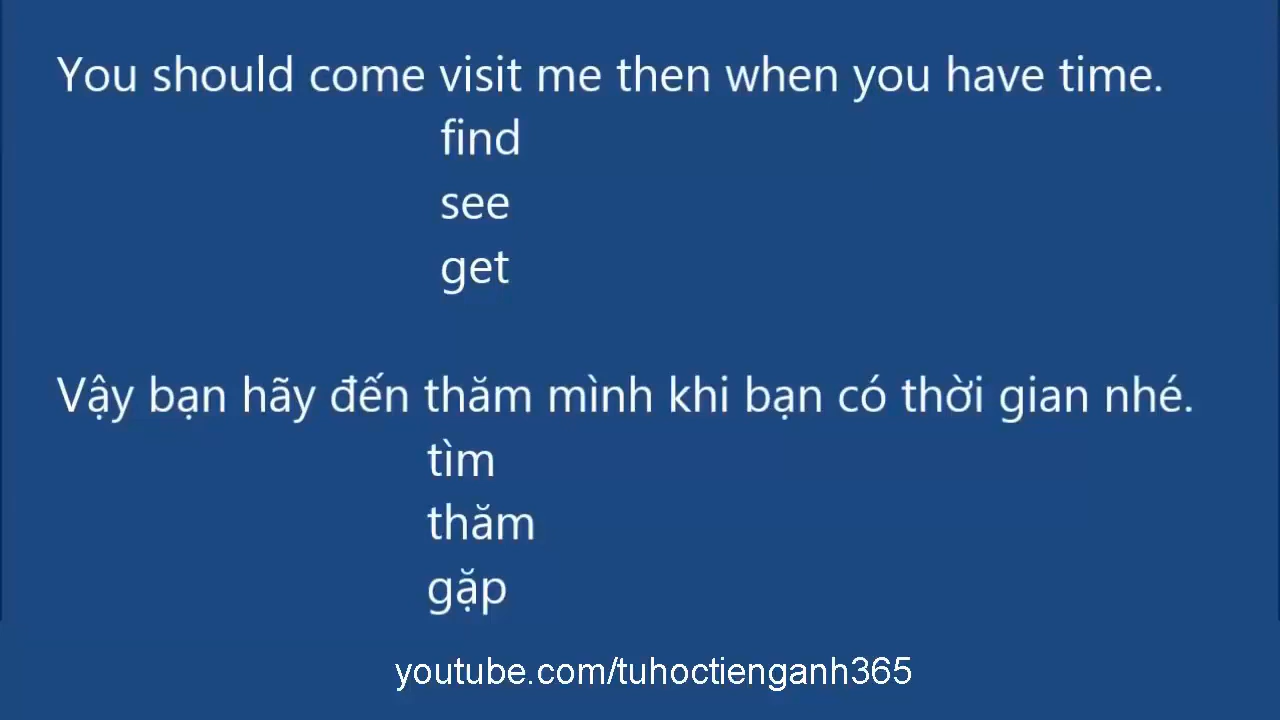 You should come visit me then when you have time.
find
see
get
Vậy bạn hãy đến thăm mình khi bạn có thời gian nhé.
tìm
thăm
gặp
youtube.com/tuhoctienganh365